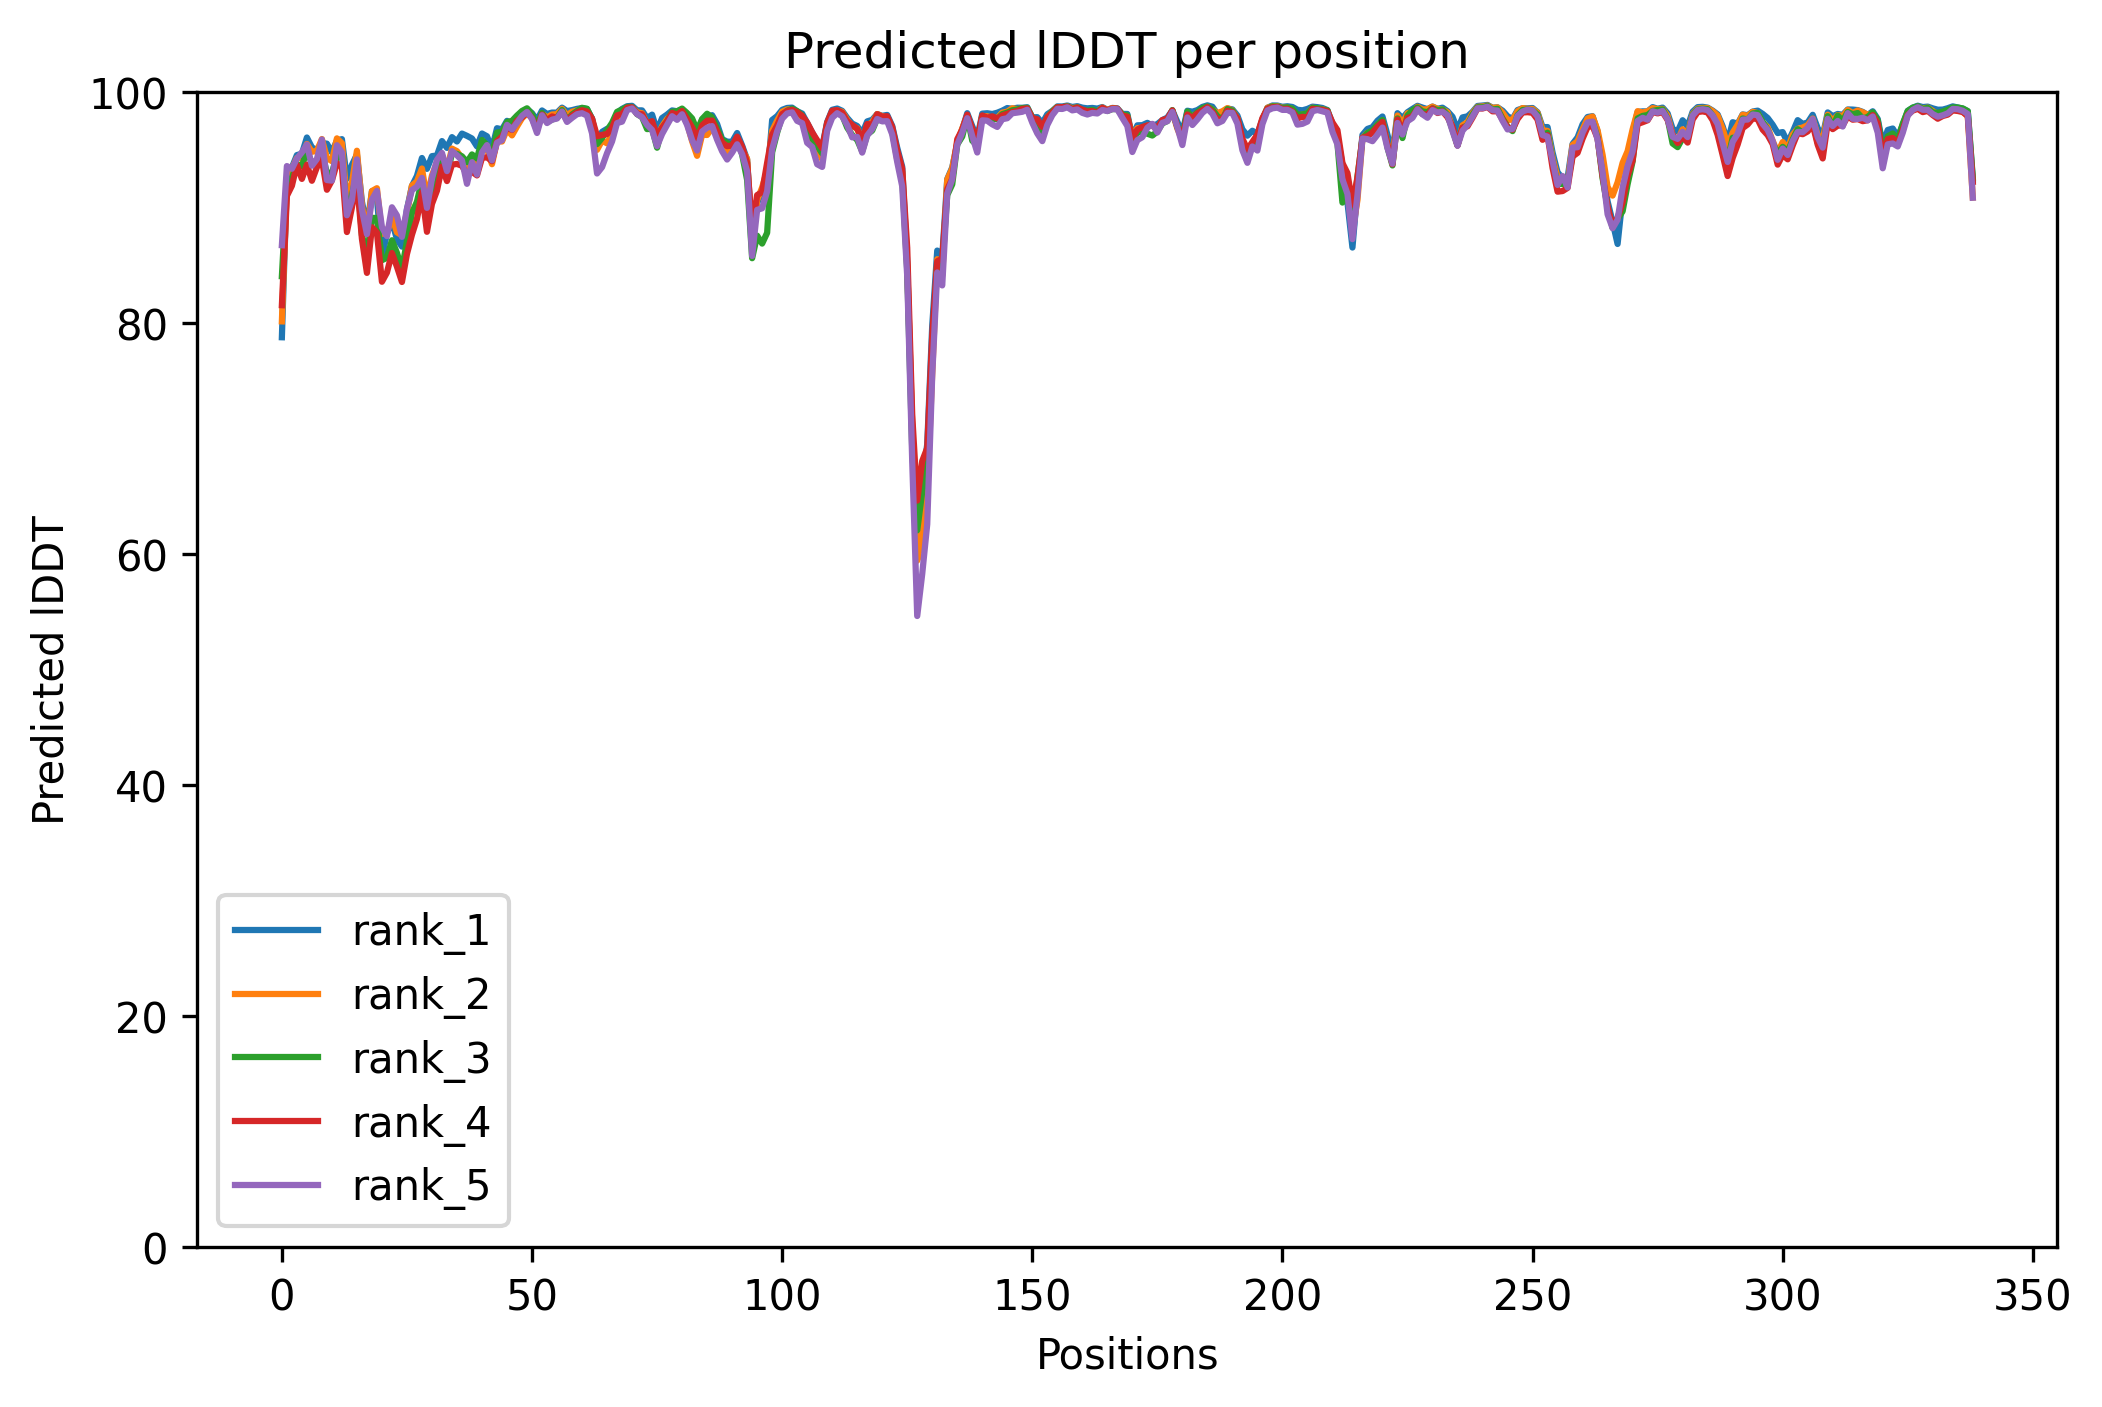 Predicted lDDT per position
100
80
60
40
20
0
Predicted lDDT
rank_1
rank_2
rank_3
rank_4
rank_5
0 50 100 150 200 250 300 350
Positions